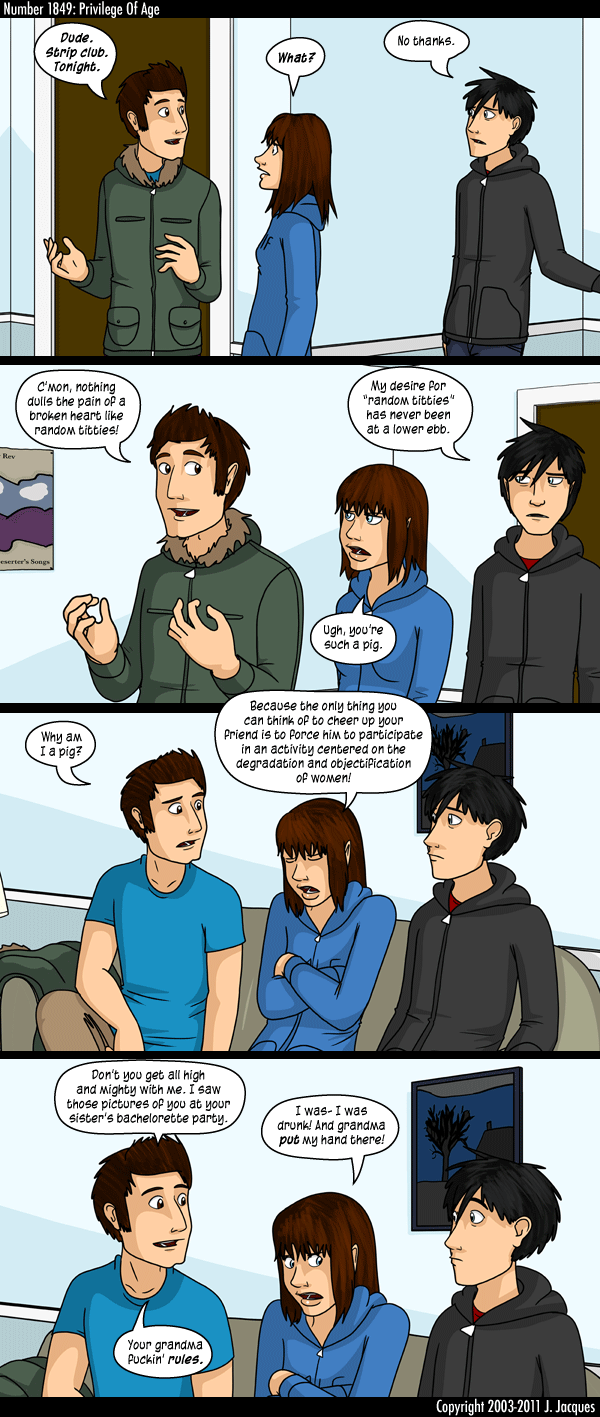 Number 1849: Privilege Of Age
Dude.
Strip club.
Tonight.
What?
No thanks.
C'mon, nothing
dulls the pain of a
broken heart like
random titties!
My desire for
"random titties"
has never been
at a lower ebb.
Ugh, you're
such a pig.
Rev
eserter's Songs
Why am
I a pig?
Because the only thing you
can think of to cheer up your
friend is to force him to participate
in an activity centered on the
degradation and objectification
of women!
Don't you get all high
and mighty with me. I saw
those pictures of you at your
sister's bachelorette party.
I was- I was
drunk! And grandma
put my hand there!
Your grandma
fuckin' rules.
Copyright 2003-2011 J. Jacques